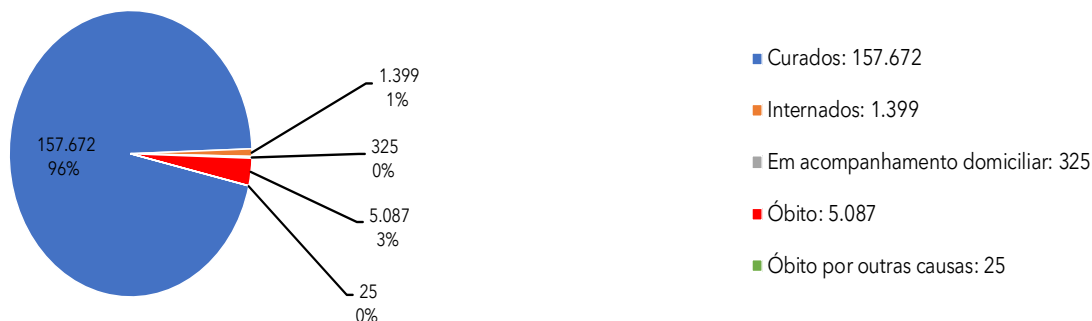 157.672
96%
1.399
1%
325
0%
5.087
3%
25
0%
Curados: 157.672
Internados: 1.399
Em acompanhamento domiciliar: 325
Óbito: 5.087
Óbito por outras causas: 25